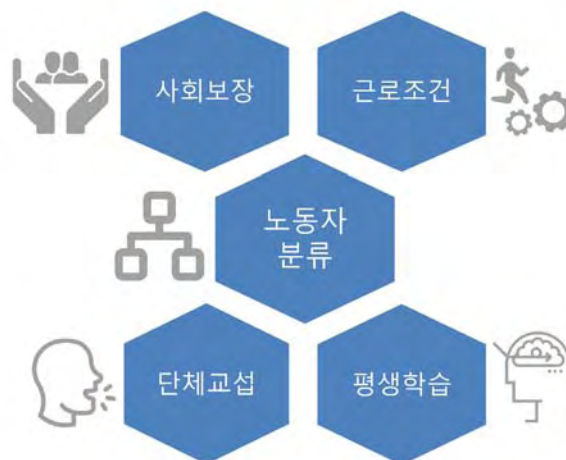 사회보장
근로조건
노동자
분류
단체교섭
평생학습